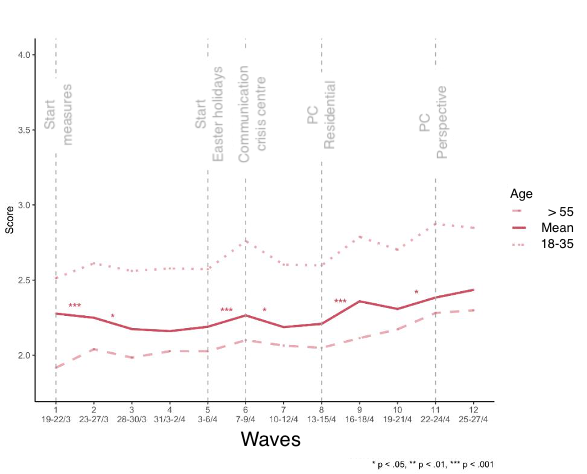 4.0
3.5
3.0
2.5
2.0
Score
Start
measures
Start
Easter holidays
Communication
crisis centre
PC
Residential
PC
Perspective
***
*
***
*
***
*
Age
> 55
Mean
18-35
1 2 3 4 5 6 7 8 9 10 11 12
19-22/3 23-27/3 28-30/3 31/3-2/4 3-6/4 7-9/4 10-12/4 13-15/4 16-18/4 19-21/4 22-24/4 25-27/4
Waves
* p < .05, ** p < .01, *** p < .001